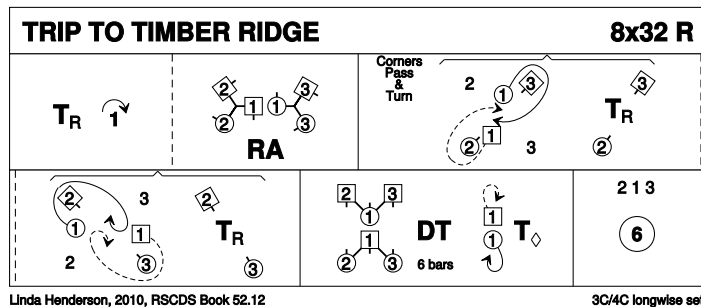 TRIP TO TIMBER RIDGE 8x32 R
TR 1
2 3
1 1
2 3
RA
Corners
Pass
&
Turn
2 3 3
1
1 TR
2 3 2
2 3 2
1 1 TR
2 3 3
2 3
1
1
2 3
DT
6 bars
1
1
T◇
2 1 3
6
Linda Henderson, 2010, RSCDS Book 52.12 3C/4C longwise set